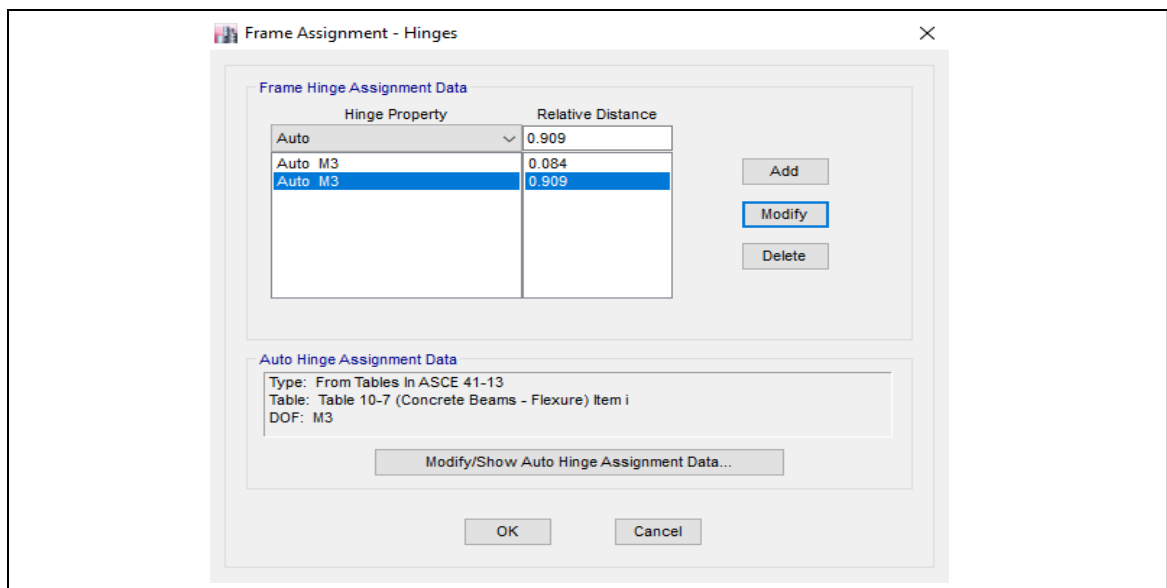 Frame Assignment - Hinges
Frame Hinge Assignment Data
Hinge Property Relative Distance
Auto 0.909
Auto M3 0.084
Auto M3 0.909
Add
Modify
Delete
Auto Hinge Assignment Data
Type: From Tables In ASCE 41-13
Table: Table 10-7 (Concrete Beams - Flexure) Item i
DOF: M3
Modify/Show Auto Hinge Assignment Data...
OK Cancel